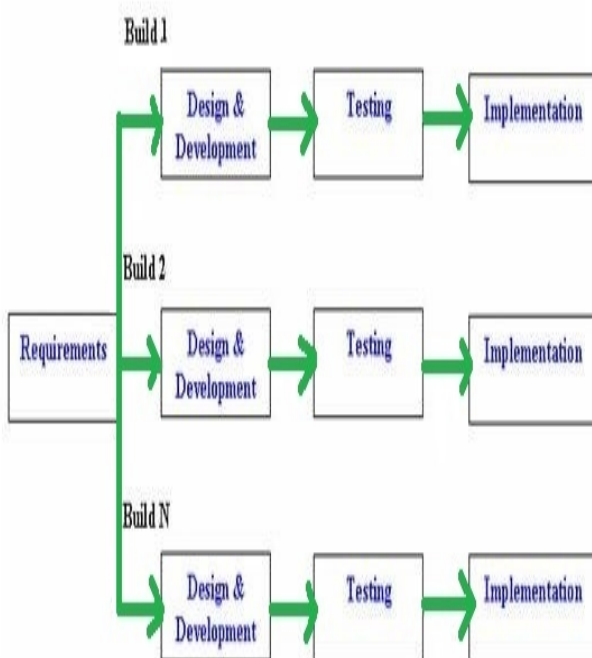 Build 1
Design &
Development
Testing
Implementation
Build 2
Requirements
Design &
Development
Testing
Implementation
Build N
Design &
Development
Testing
Implementation